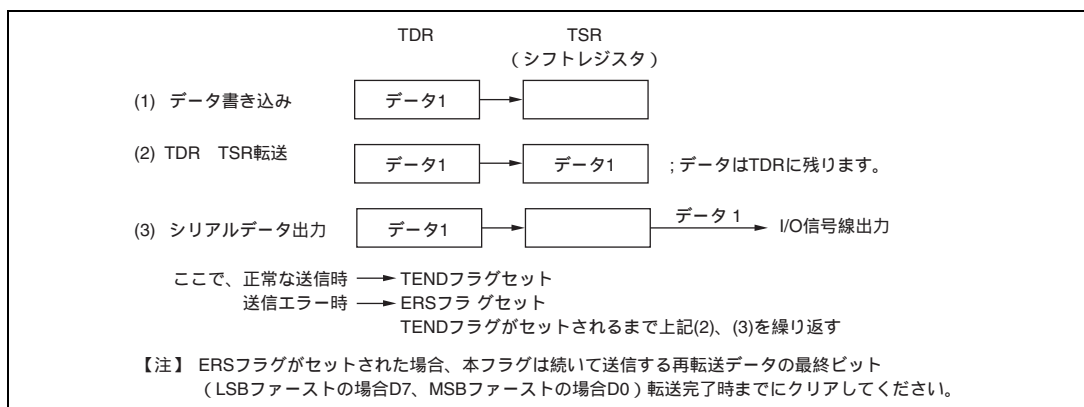 TDR TSR
（シフトレジスタ）
(1) データ書き込み データ1
(2) TDR TSR転送 データ1 データ1 ；データはTDRに残ります。
(3) シリアルデータ出力 データ1 データ 1 I/O信号線出力
ここで、正常な送信時 TENDフラグセット
送信エラー時 ERSフラグセット
TENDフラグがセットされるまで上記(2)、(3)を繰り返す
【注】 ERSフラグがセットされた場合、本フラグは続いて送信する再転送データの最終ビット
（LSBファーストの場合D7、MSBファーストの場合D0）転送完了時までにクリアしてください。